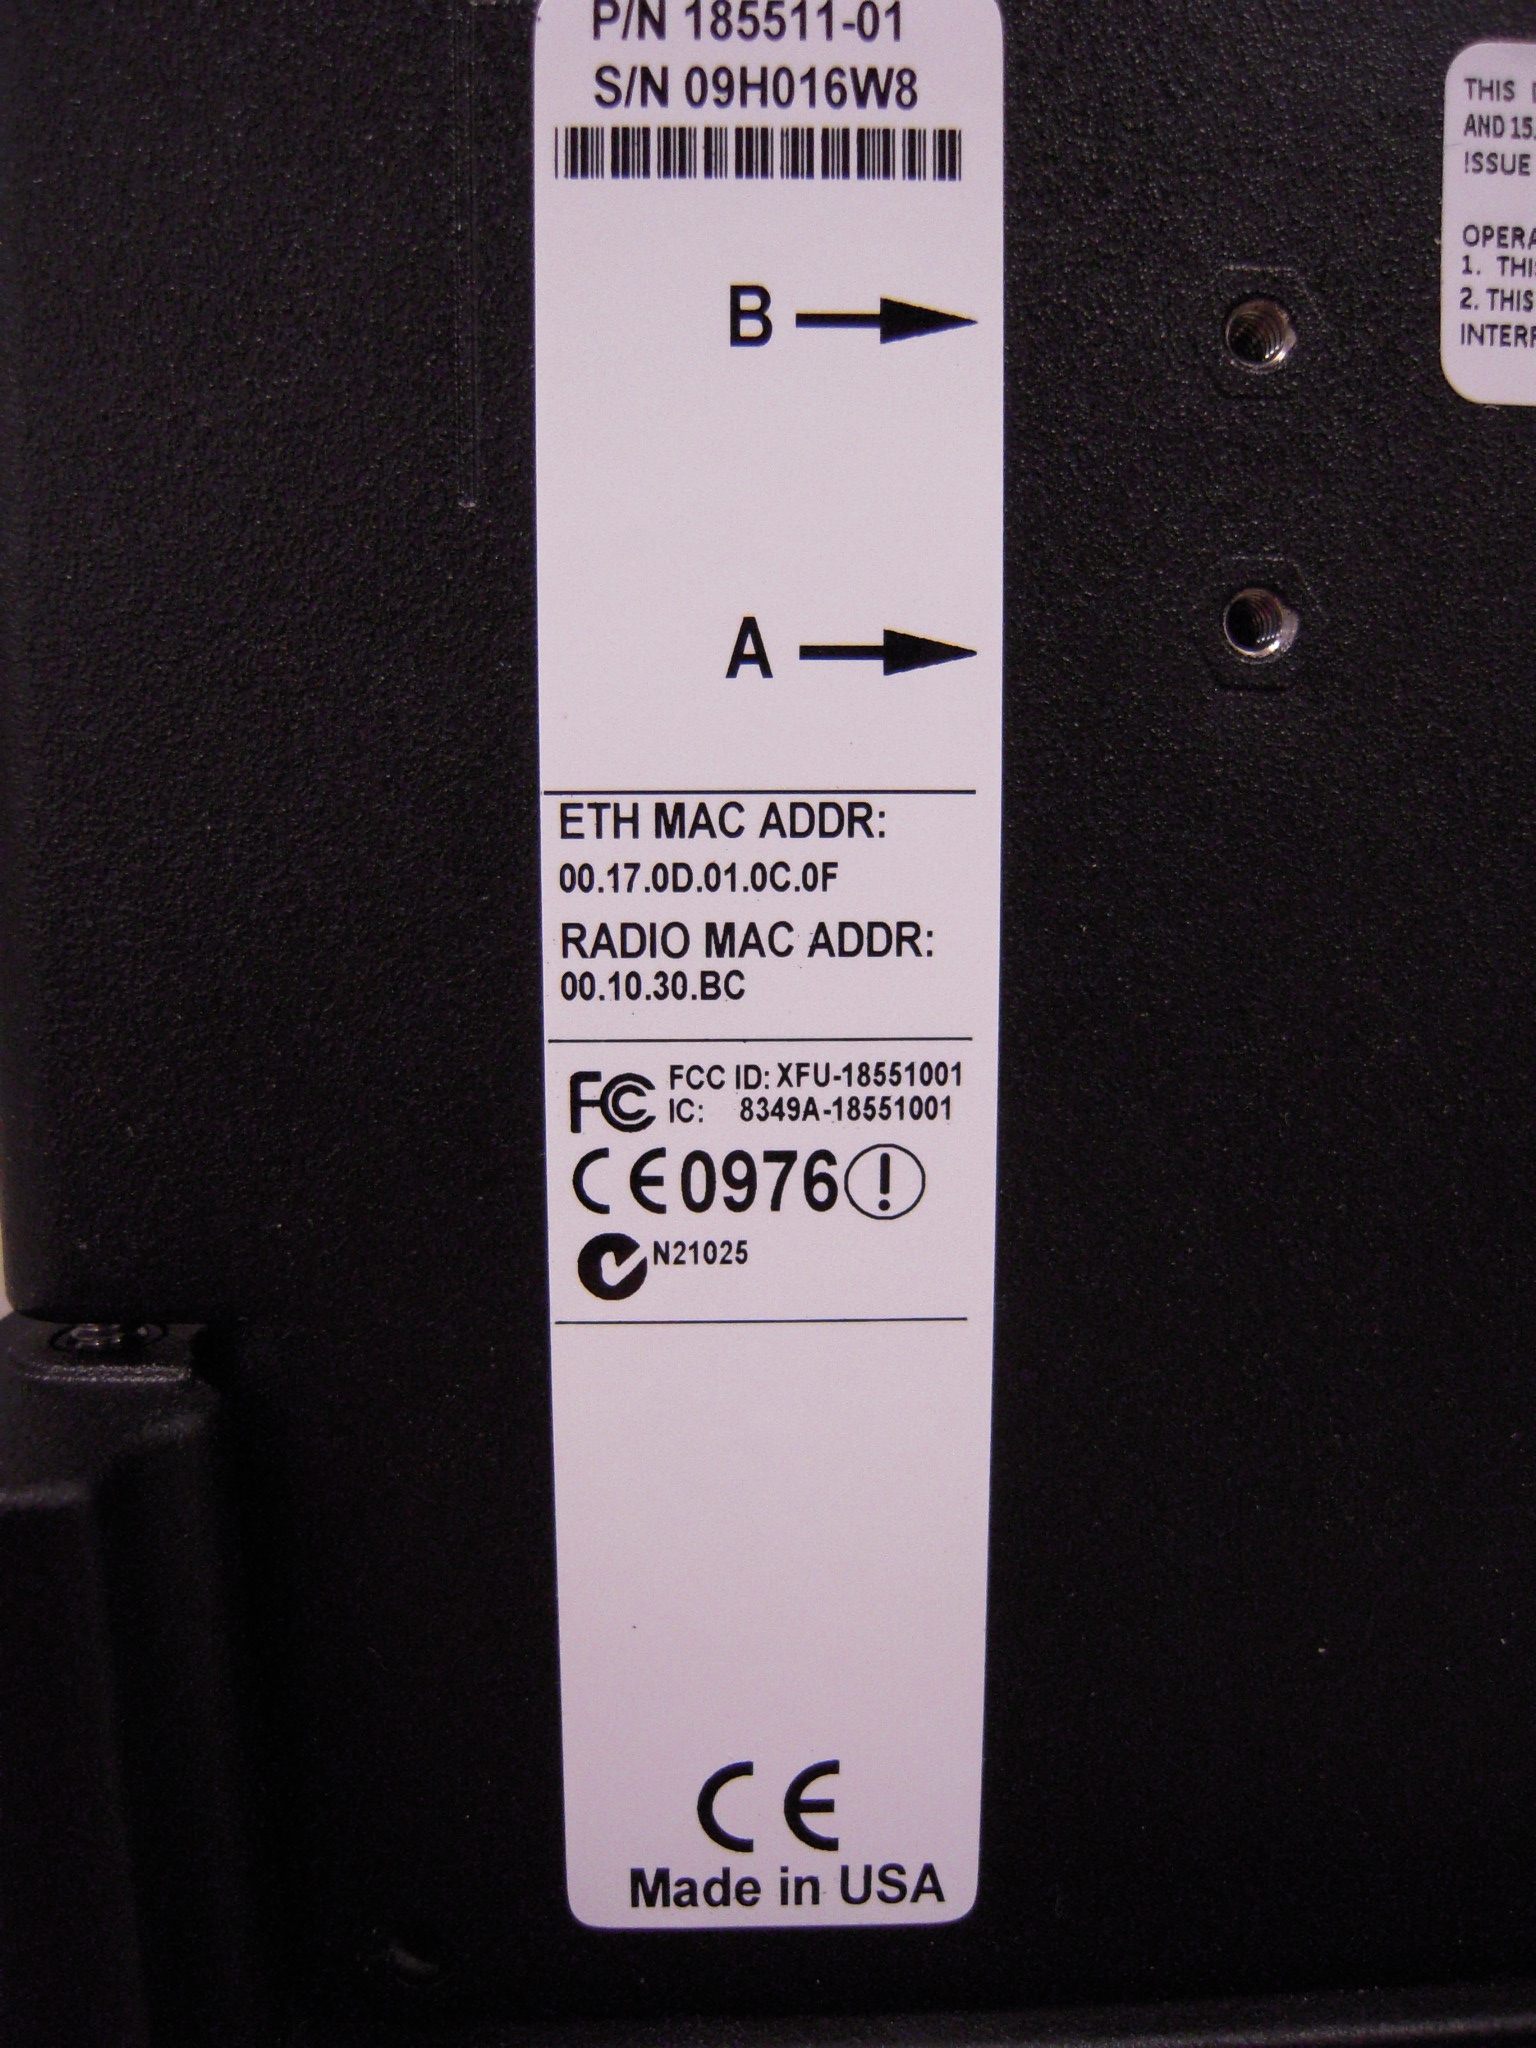 P/N 185511-01
S/N 09H016W8
B
A
ETH MAC ADDR:
00.17.0D.01.0C.0F
RADIO MAC ADDR:
00.10.30.BC
FC FCC ID: XFU-18551001
IC: 8349A-18551001
CE0976!
N21025
CE
Made in USA
THIS
AND 15.
ISSUE
OPERA
1. THIS
2. THIS
INTERF